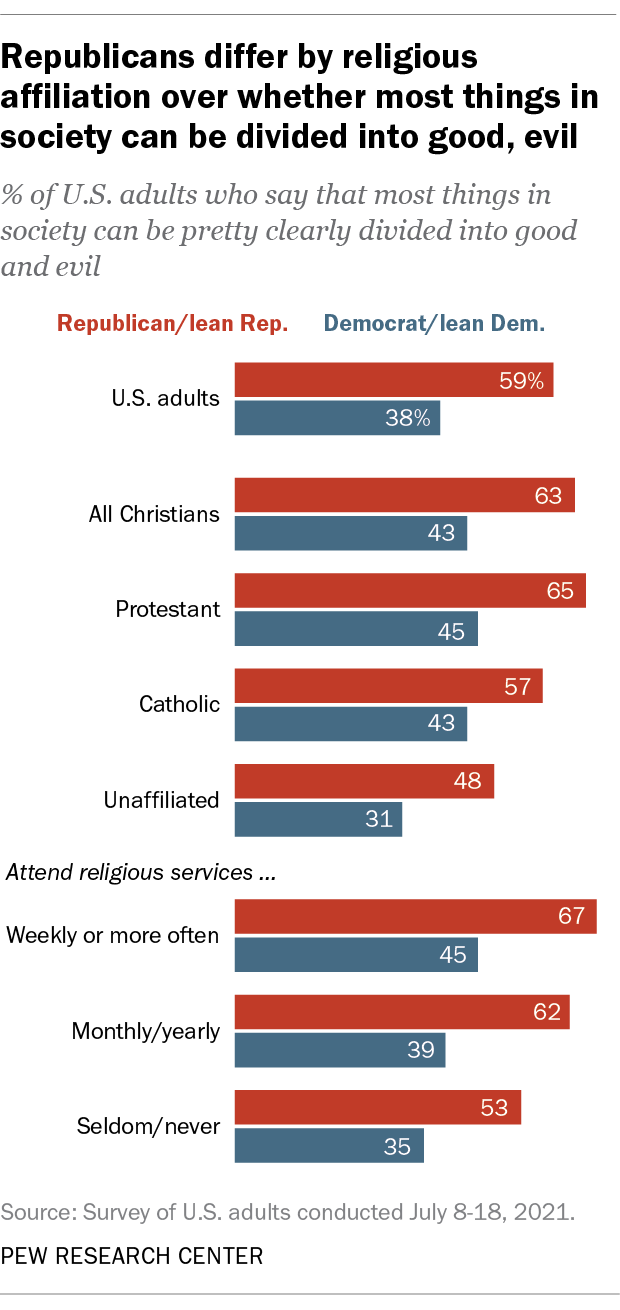 Republicans differ by religious
affiliation over whether most things in
society can be divided into good, evil
% of U.S. adults who say that most things in
society can be pretty clearly divided into good
and evil
Republican/lean Rep. Democrat/lean Dem.
U.S. adults
59%
38%
All Christians
63
43
Protestant
65
45
Catholic
57
43
Unaffiliated
48
31
Attend religious services ...
Weekly or more often
67
45
Monthly/yearly
62
39
Seldom/never
53
35
Source: Survey of U.S. adults conducted July 8-18, 2021.
PEW RESEARCH CENTER